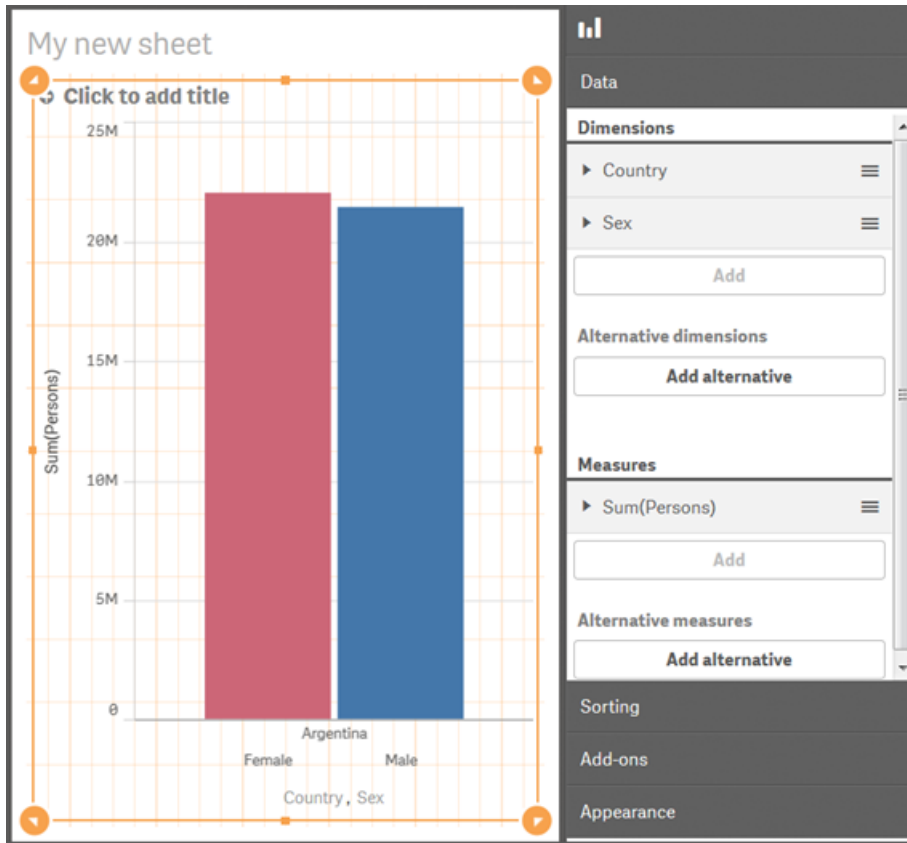 My new sheet
Click to add title
25M
20M
15M
10M
5M
0
Sum(Persons)
Argentina
Female Male
Country, Sex
Data
Dimensions
Country
Sex
Add
Alternative dimensions
Add alternative
Measures
Sum(Persons)
Add
Alternative measures
Add alternative
Sorting
Add-ons
Appearance